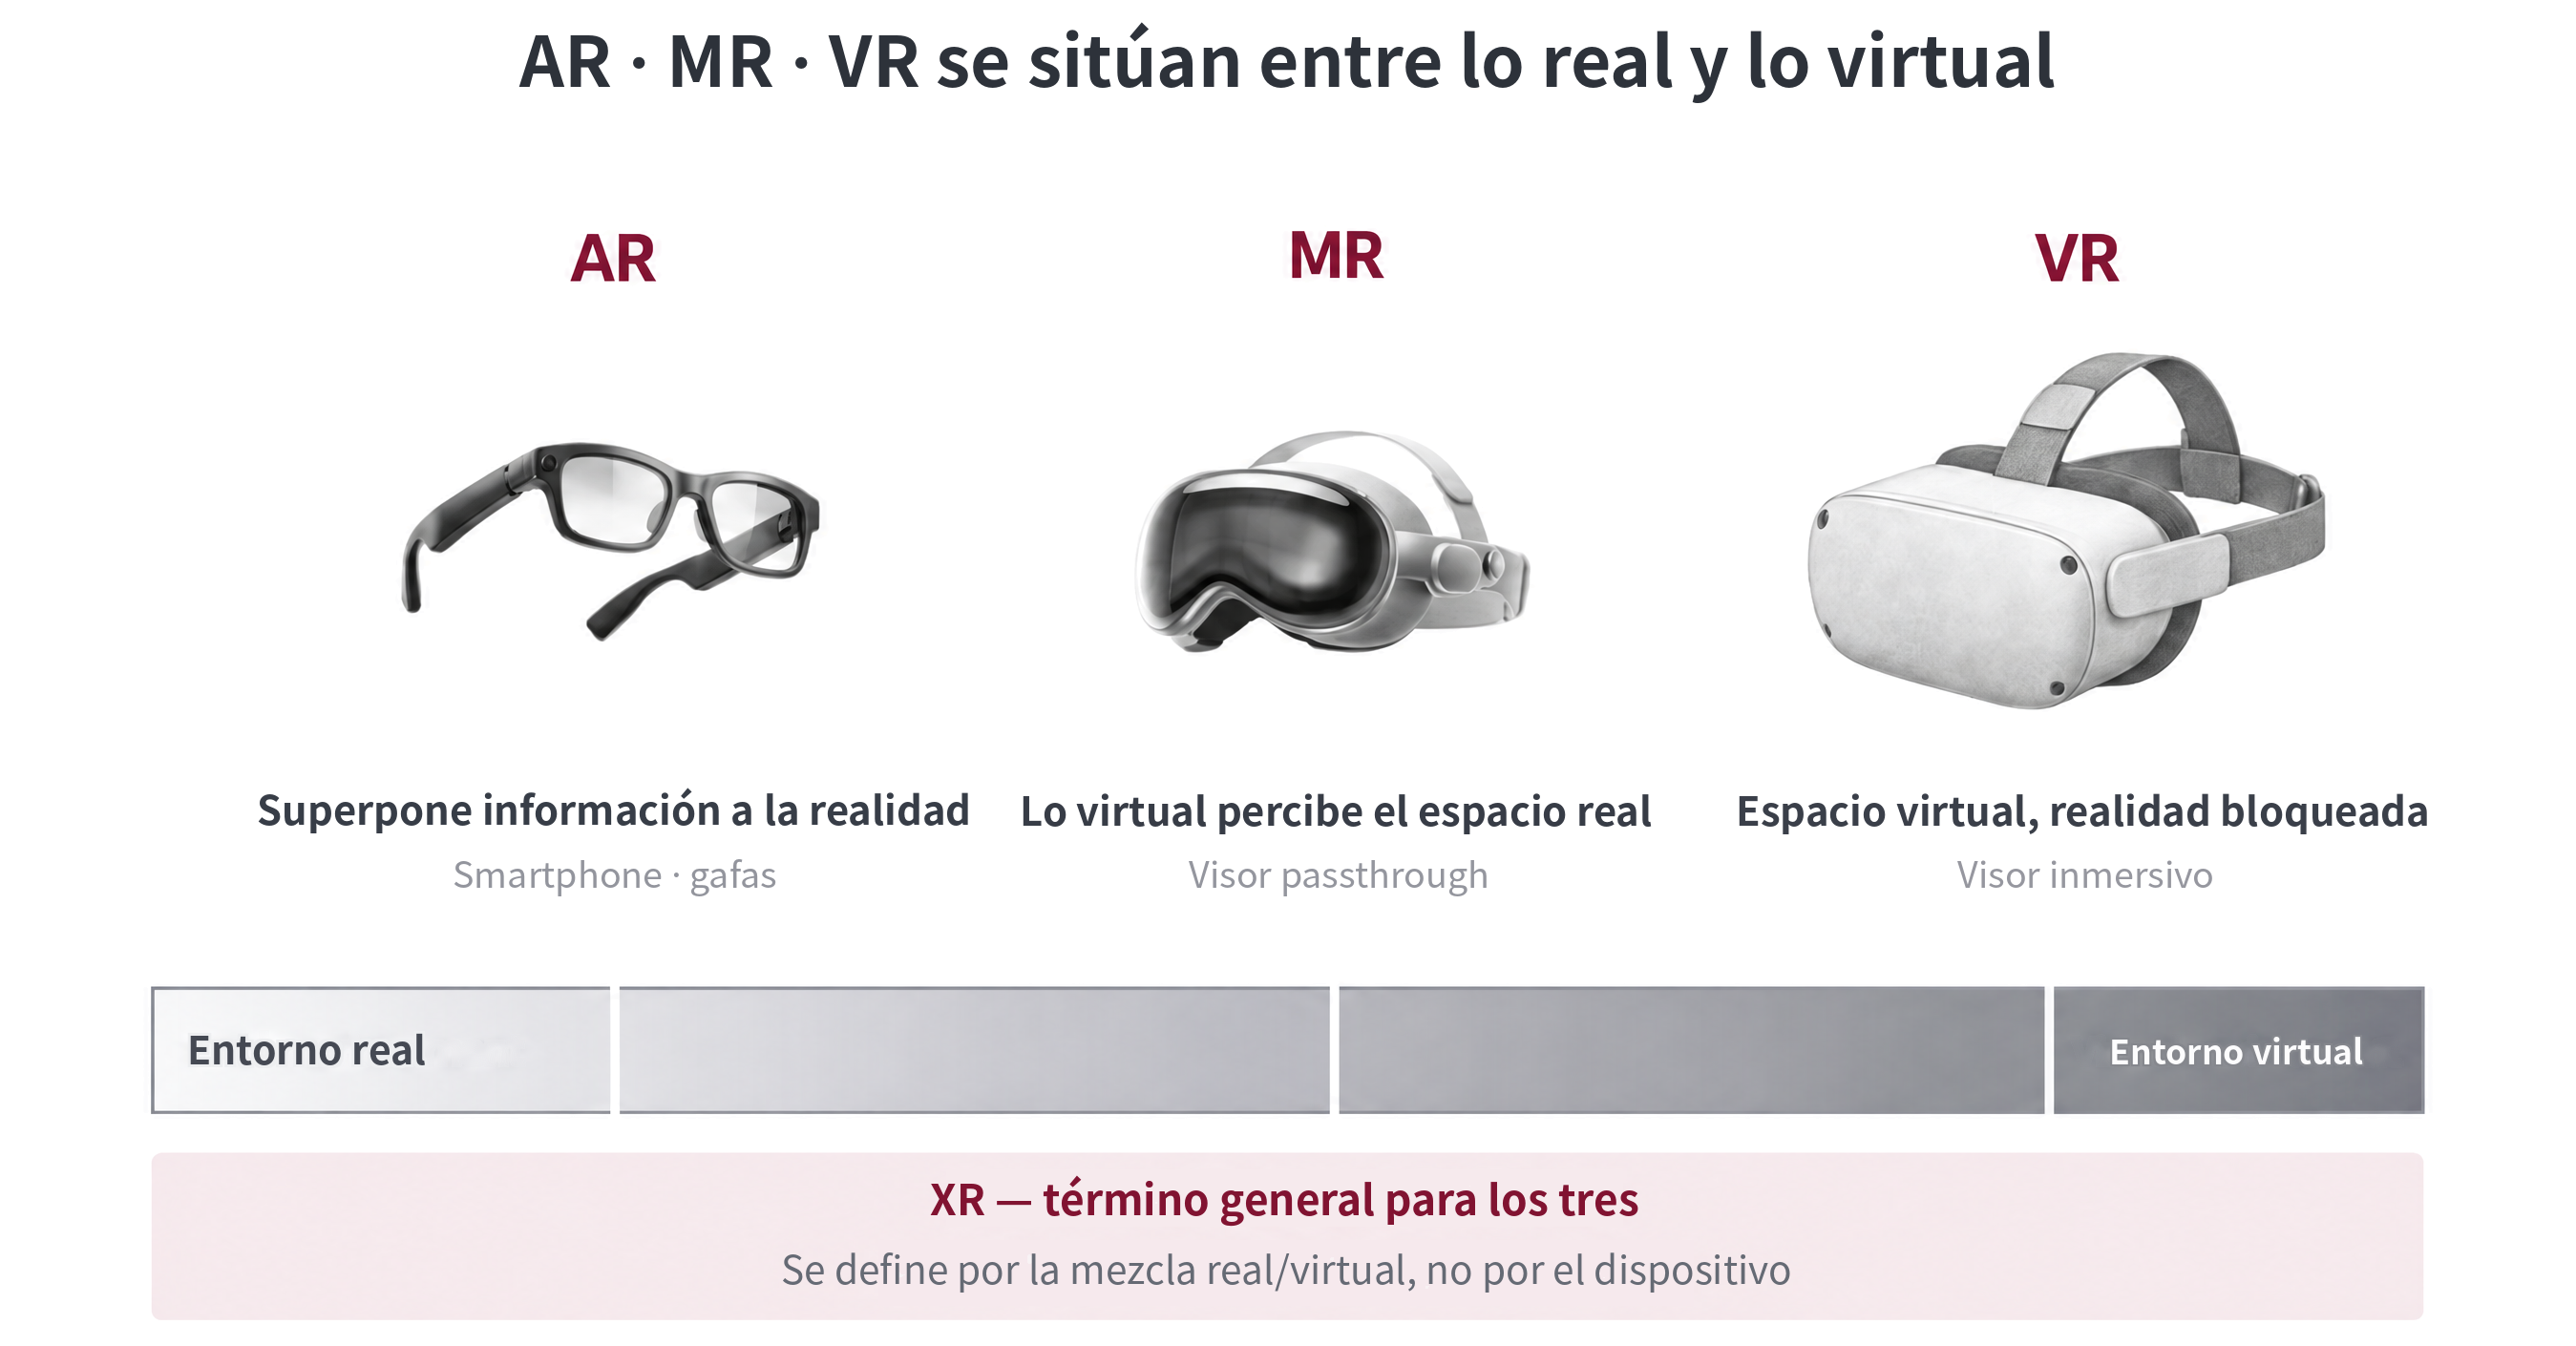 AR · MR · VR se sitúan entre lo real y lo virtual
AR
MR
VR
Superpone información a la realidad
Smartphone · gafas
Lo virtual percibe el espacio real
Visor passthrough
Espacio virtual, realidad bloqueada
Visor inmersivo
Entorno real
Entorno virtual
XR — término general para los tres
Se define por la mezcla real/virtual, no por el dispositivo